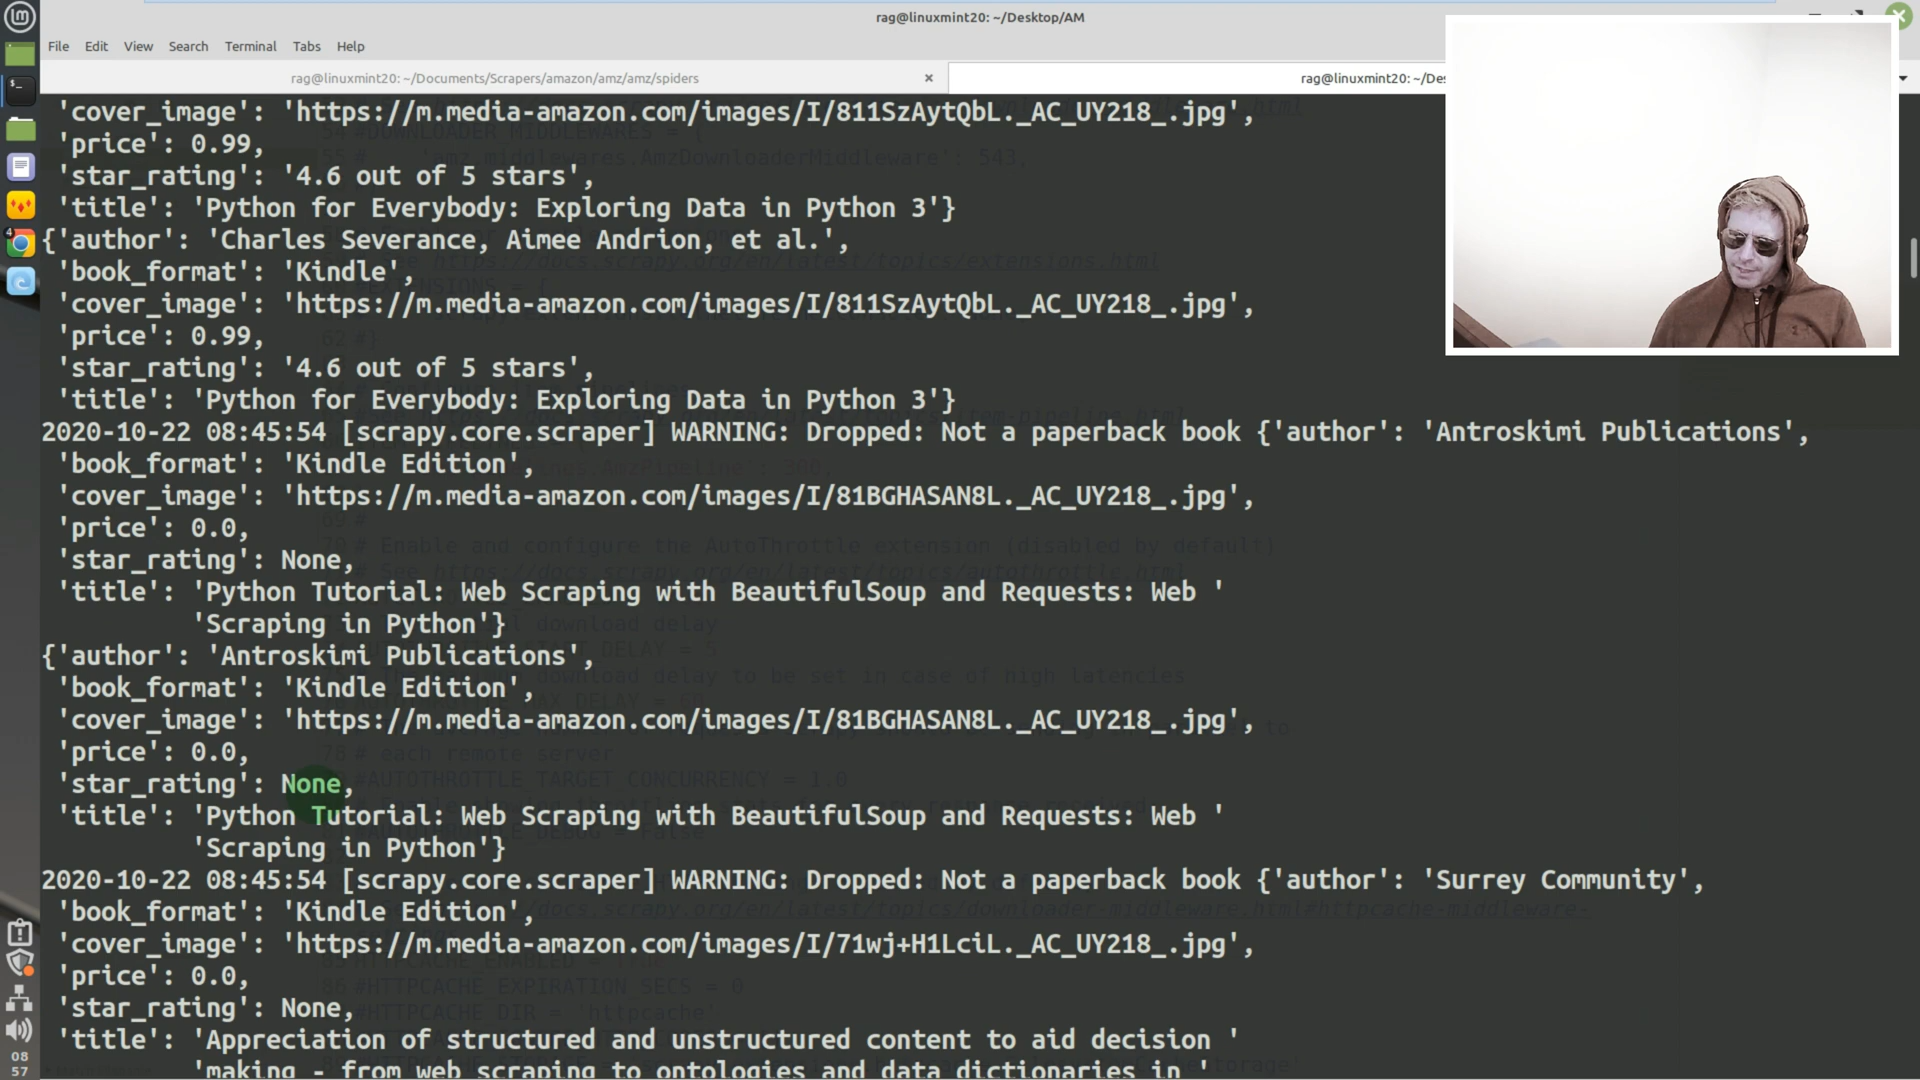 rag@linuxmint20: ~/Desktop/AM
File Edit View Search Terminal Tabs Help
rag@linuxmint20: ~/Documents/Scrapers/amazon/amz/amz/spiders
rag@linuxmint20: ~/Des
'cover_image': 'https://m.media-amazon.com/images/I/811SzAytQbL._AC_UY218_.jpg',
'price': 0.99,
'star_rating': '4.6 out of 5 stars',
'title': 'Python for Everybody: Exploring Data in Python 3'}
{'author': 'Charles Severance, Aimee Andrion, et al.',
'book_format': 'Kindle',
'cover_image': 'https://m.media-amazon.com/images/I/811SzAytQbL._AC_UY218_.jpg',
'price': 0.99,
'star_rating': '4.6 out of 5 stars',
'title': 'Python for Everybody: Exploring Data in Python 3'}
2020-10-22 08:45:54 [scrapy.core.scraper] WARNING: Dropped: Not a paperback book {'author': 'Antroskimi Publications',
'book_format': 'Kindle Edition',
'cover_image': 'https://m.media-amazon.com/images/I/81BGHASAN8L._AC_UY218_.jpg',
'price': 0.0,
'star_rating': None,
'title': 'Python Tutorial: Web Scraping with BeautifulSoup and Requests: Web '
'Scraping in Python'}
{'author': 'Antroskimi Publications',
'book_format': 'Kindle Edition',
'cover_image': 'https://m.media-amazon.com/images/I/81BGHASAN8L._AC_UY218_.jpg',
'price': 0.0,
'star_rating': None,
'title': 'Python Tutorial: Web Scraping with BeautifulSoup and Requests: Web '
'Scraping in Python'}
2020-10-22 08:45:54 [scrapy.core.scraper] WARNING: Dropped: Not a paperback book {'author': 'Surrey Community',
'book_format': 'Kindle Edition',
'cover_image': 'https://m.media-amazon.com/images/I/71wj+H1LciL._AC_UY218_.jpg',
'price': 0.0,
'star_rating': None,
'title': 'Appreciation of structured and unstructured content to aid decision '
'making - from web scraping to ontologies and data dictionaries in '
4
08
57